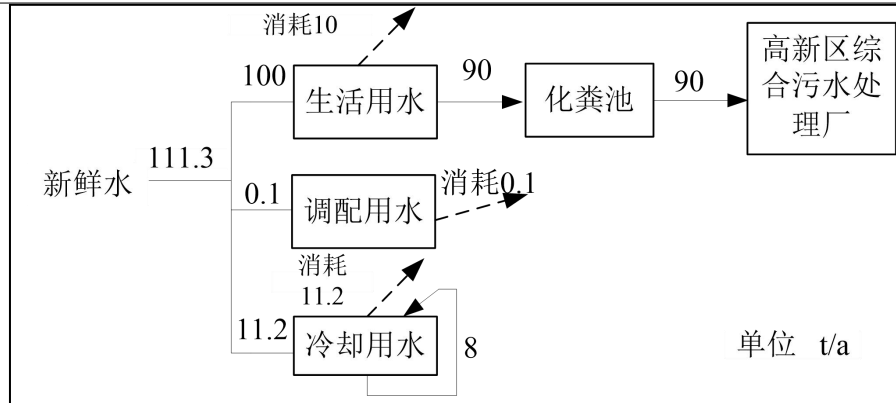 消耗10
100
生活用水
90
化粪池
90
高新区综
合污水处
理厂
新鲜水
111.3
0.1
调配用水
消耗0.1
消耗
11.2
11.2
冷却用水
8
单位 t/a